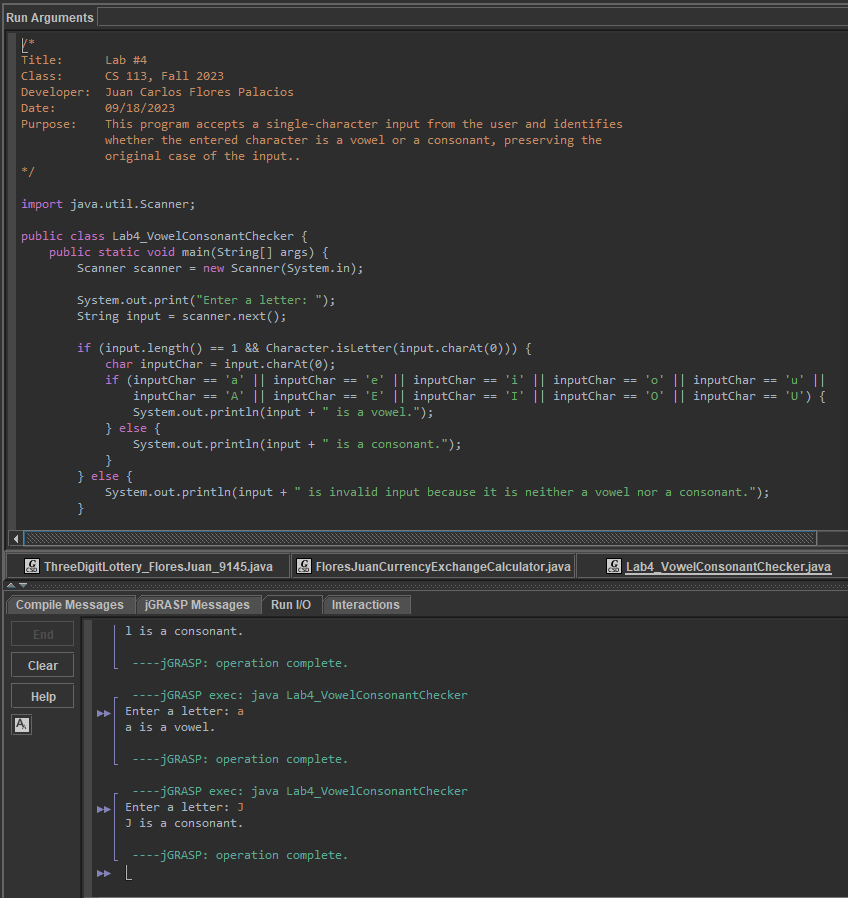 Run Arguments
/*
Title:      Lab #4
Class:      CS 113, Fall 2023
Developer:  Juan Carlos Flores Palacios
Date:       09/18/2023
Purpose:    This program accepts a single-character input from the user and identifies
            whether the entered character is a vowel or a consonant, preserving the
            original case of the input..
*/
import java.util.Scanner;
public class Lab4_VowelConsonantChecker {
    public static void main(String[] args) {
        Scanner scanner = new Scanner(System.in);
        System.out.print("Enter a letter: ");
        String input = scanner.next();
        if (input.length() == 1 && Character.isLetter(input.charAt(0))) {
            char inputChar = input.charAt(0);
            if (inputChar == 'a' || inputChar == 'e' || inputChar == 'i' || inputChar == 'o' || inputChar == 'u' ||
                inputChar == 'A' || inputChar == 'E' || inputChar == 'I' || inputChar == 'O' || inputChar == 'U') {
                System.out.println(input + " is a vowel.");
            } else {
                System.out.println(input + " is a consonant.");
            }
        } else {
            System.out.println(input + " is invalid input because it is neither a vowel nor a consonant.");
        }
ThreeDigitLottery_FloresJuan_9145.java FloresJuanCurrencyExchangeCalculator.java Lab4_VowelConsonantChecker.java
Compile Messages jGRASP Messages Run I/O Interactions
End
Clear
Help
l is a consonant.
 ----jGRASP: operation complete.
 ----jGRASP exec: java Lab4_VowelConsonantChecker
Enter a letter: a
a is a vowel.
 ----jGRASP: operation complete.
 ----jGRASP exec: java Lab4_VowelConsonantChecker
Enter a letter: J
J is a consonant.
 ----jGRASP: operation complete.